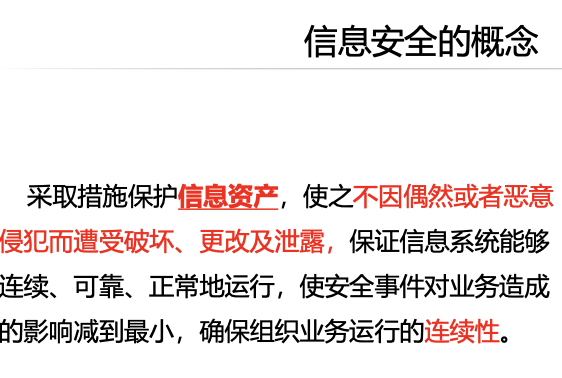 信息安全的概念
采取措施保护信息资产，使之不因偶然或者恶意
侵犯而遭受破坏、更改及泄露，保证信息系统能够
连续、可靠、正常地运行，使安全事件对业务造成
的影响减到最小，确保组织业务运行的连续性。